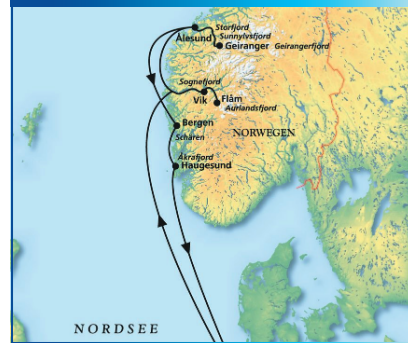 Storfjord
Sunnylvsfjord
Ålesund
Geiranger Geirangerfjord
Sognefjord
Vik Flåm
Aurlandsfjord
Bergen
Schären
NORWEGEN
Åkrafjord
Haugesund
NORDSEE